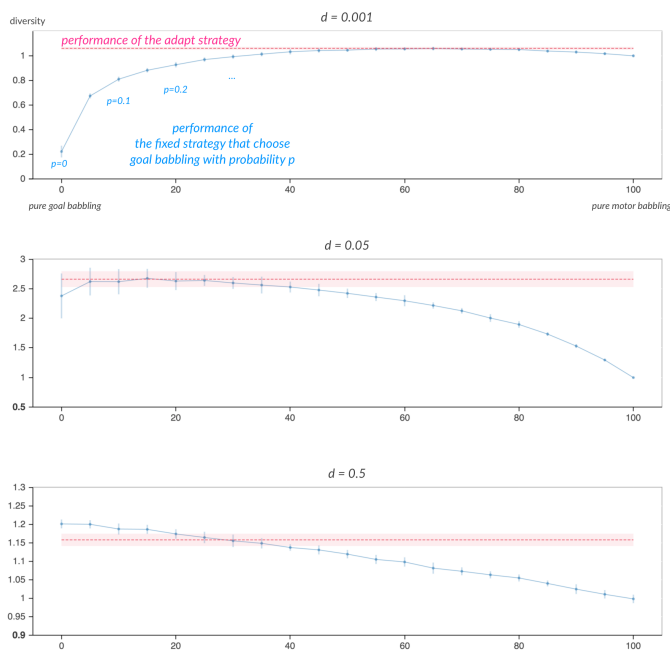 diversity
d = 0.001
performance of the adapt strategy
1
0.8
0.6
0.4
0.2
0
p=0
p=0.1
p=0.2
...
performance of
the fixed strategy that choose
goal babbling with probability p
0 20 40 60 80 100
pure goal babbling
pure motor babbling
d = 0.05
3
2.5
2
1.5
1
0.5
0 20 40 60 80 100
d = 0.5
1.3
1.25
1.2
1.15
1.1
1.05
1
0.95
0.9
0 20 40 60 80 100